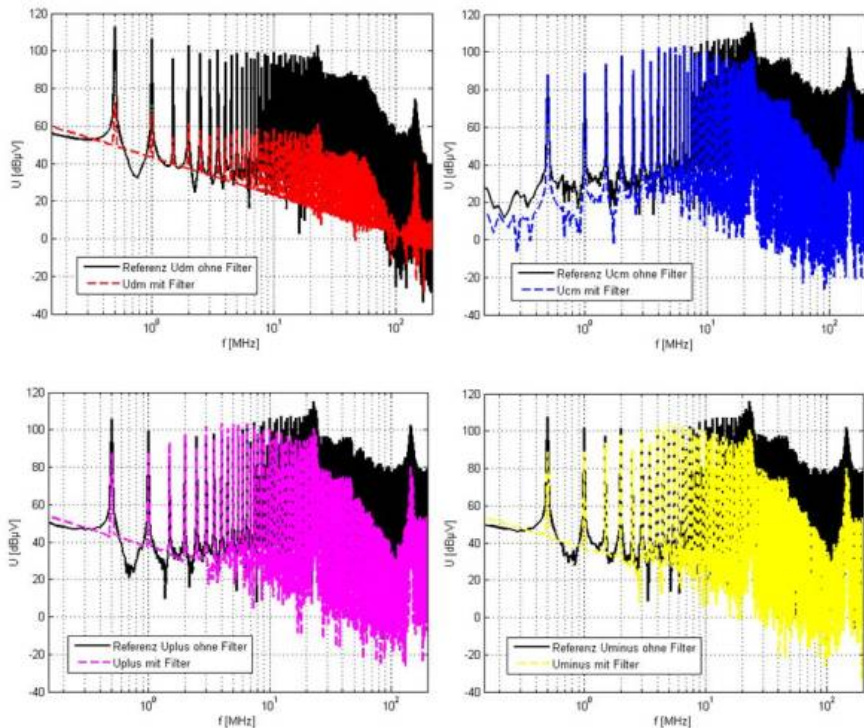 120
100
80
60
40
20
0
-20
-40
U [dBµV]
Referenz Udm ohne Filter
Udm mit Filter
10⁰ 10¹ 10²
f [MHz]
120
100
80
60
40
20
0
-20
-40
U [dBµV]
Referenz Ucm ohne Filter
Ucm mit Filter
10⁰ 10¹ 10²
f [MHz]
120
100
80
60
40
20
0
-20
-40
U [dBµV]
Referenz Uplus ohne Filter
Uplus mit Filter
10⁰ 10¹ 10²
f [MHz]
120
100
80
60
40
20
0
-20
-40
U [dBµV]
Referenz Uminus ohne Filter
Uminus mit Filter
10⁰ 10¹ 10²
f [MHz]